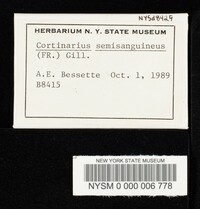 NYSf08429
HERBARIUM N. Y. STATE MUSEUM
Cortinarius semisanguineus
(FR.) Gill.
A.E. Bessette Oct. 1, 1989
B8415
NEW YORK STATE MUSEUM
NYSM 0 000 006 778